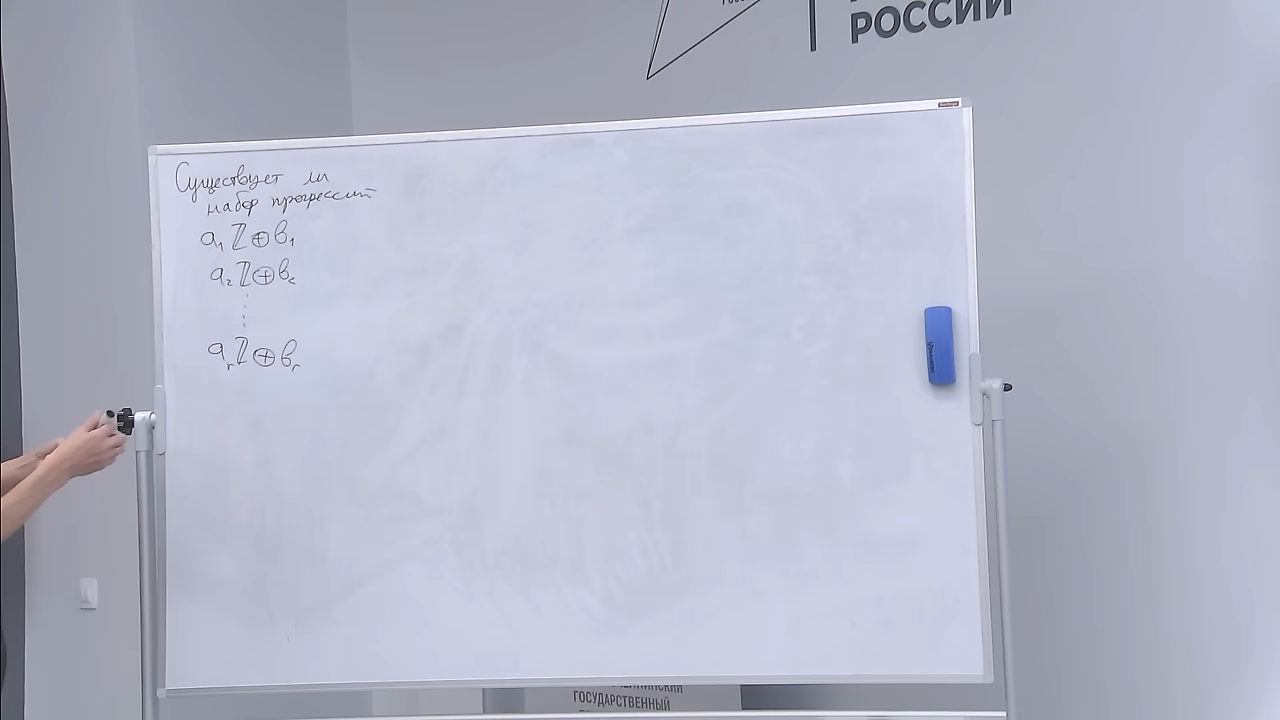 РОССИИ
Существует ли
набор прогрессий
a₁ℤ⊕b₁
a₂ℤ⊕b₂
⋮
aᵣℤ⊕bᵣ
ГОСУДАРСТВЕННЫЙ